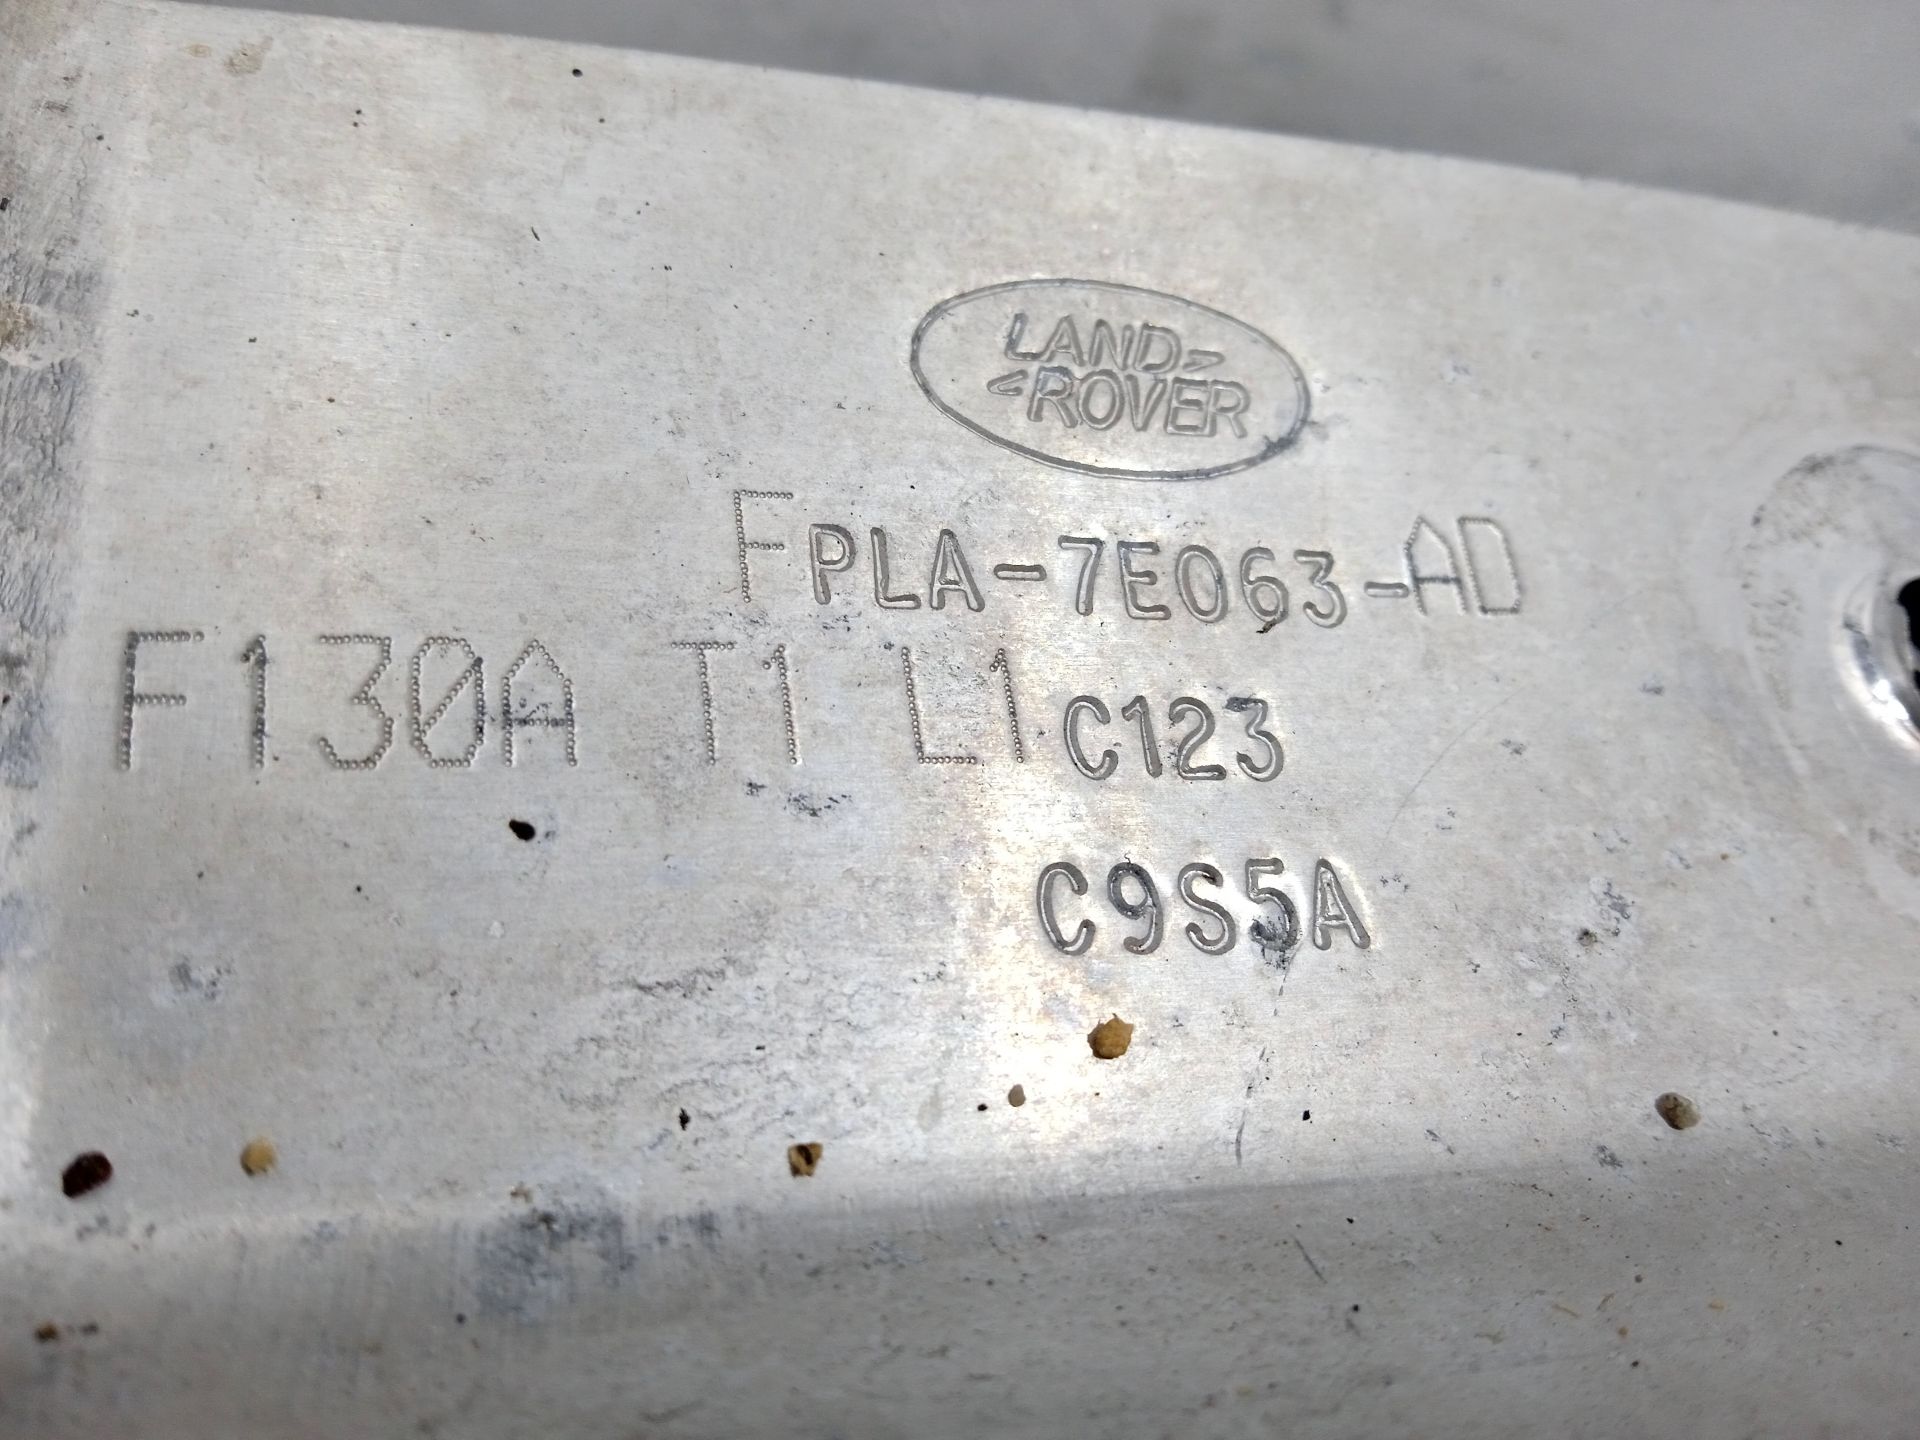 LAND
ROVER
FPLA-7E063-AD
F130A T1 L1
C123
C9S5A